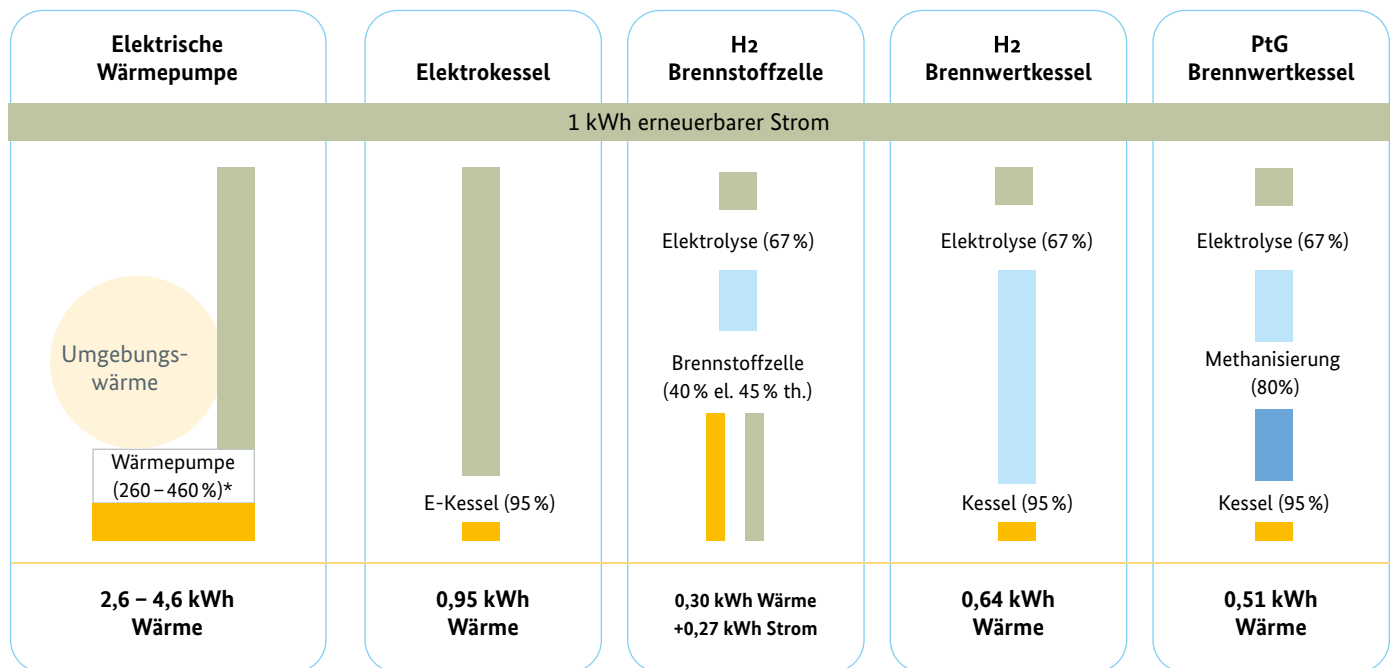 Elektrische
Wärmepumpe
Elektrokessel
H2
Brennstoffzelle
H2
Brennwertkessel
PtG
Brennwertkessel
1 kWh erneuerbarer Strom
Umgebungs-
wärme
Wärmepumpe
(260 – 460 %)*
E-Kessel (95 %)
Elektrolyse (67 %)
Brennstoffzelle
(40 % el. 45 % th.)
Elektrolyse (67 %)
Kessel (95 %)
Elektrolyse (67 %)
Methanisierung
(80%)
Kessel (95 %)
2,6 – 4,6 kWh
Wärme
0,95 kWh
Wärme
0,30 kWh Wärme
+0,27 kWh Strom
0,64 kWh
Wärme
0,51 kWh
Wärme